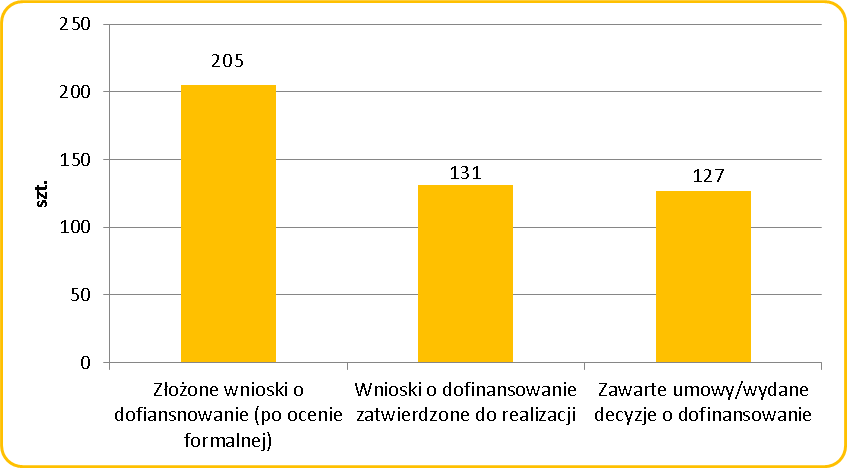 250
205
200
150
131
127
szt.
100
50
0
Złożone wnioski o
dofiansnowanie (po ocenie
formalnej)
Wnioski o dofinansowanie
zatwierdzone do realizacji
Zawarte umowy/wydane
decyzje o dofinansowanie